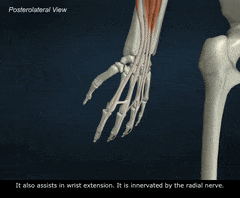 Posterolateral View
It also assists in wrist extension. It is innervated by the radial nerve.